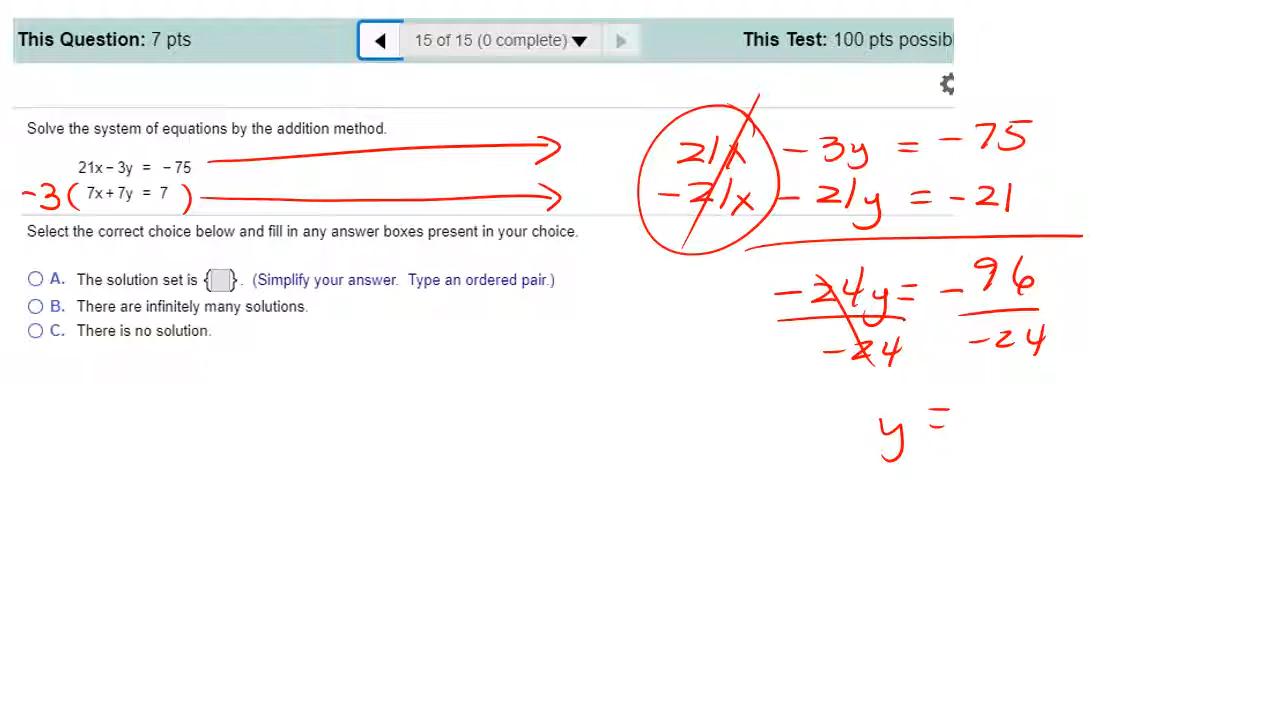 This Question: 7 pts
15 of 15 (0 complete)
This Test: 100 pts possib
Solve the system of equations by the addition method.
21x – 3y = – 75
-3( 7x + 7y = 7 )
21x - 3y = -75
-21x - 21y = -21
-24y = -96
-24 -24
y =
Select the correct choice below and fill in any answer boxes present in your choice.
A. The solution set is { }. (Simplify your answer. Type an ordered pair.)
B. There are infinitely many solutions.
C. There is no solution.